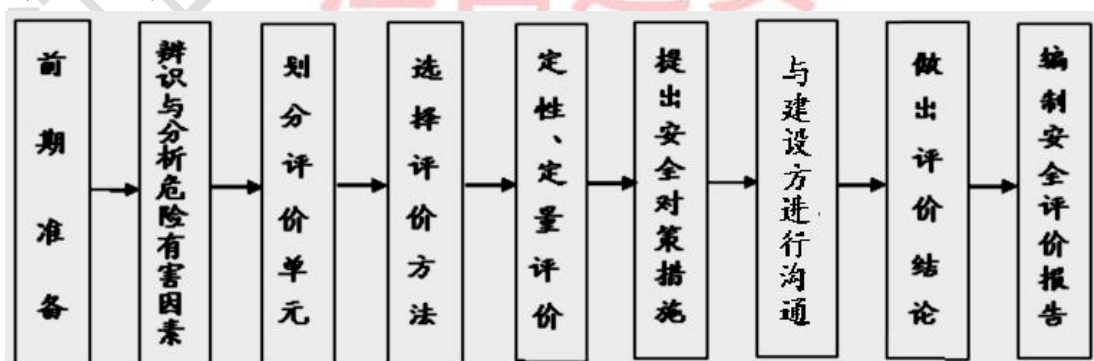 前期准备
辨识与分析危险有害因素
划分评价单元
选择评价方法
定性、定量评价
提出安全对策措施
与建设方进行沟通
做出评价结论
编制安全评价报告